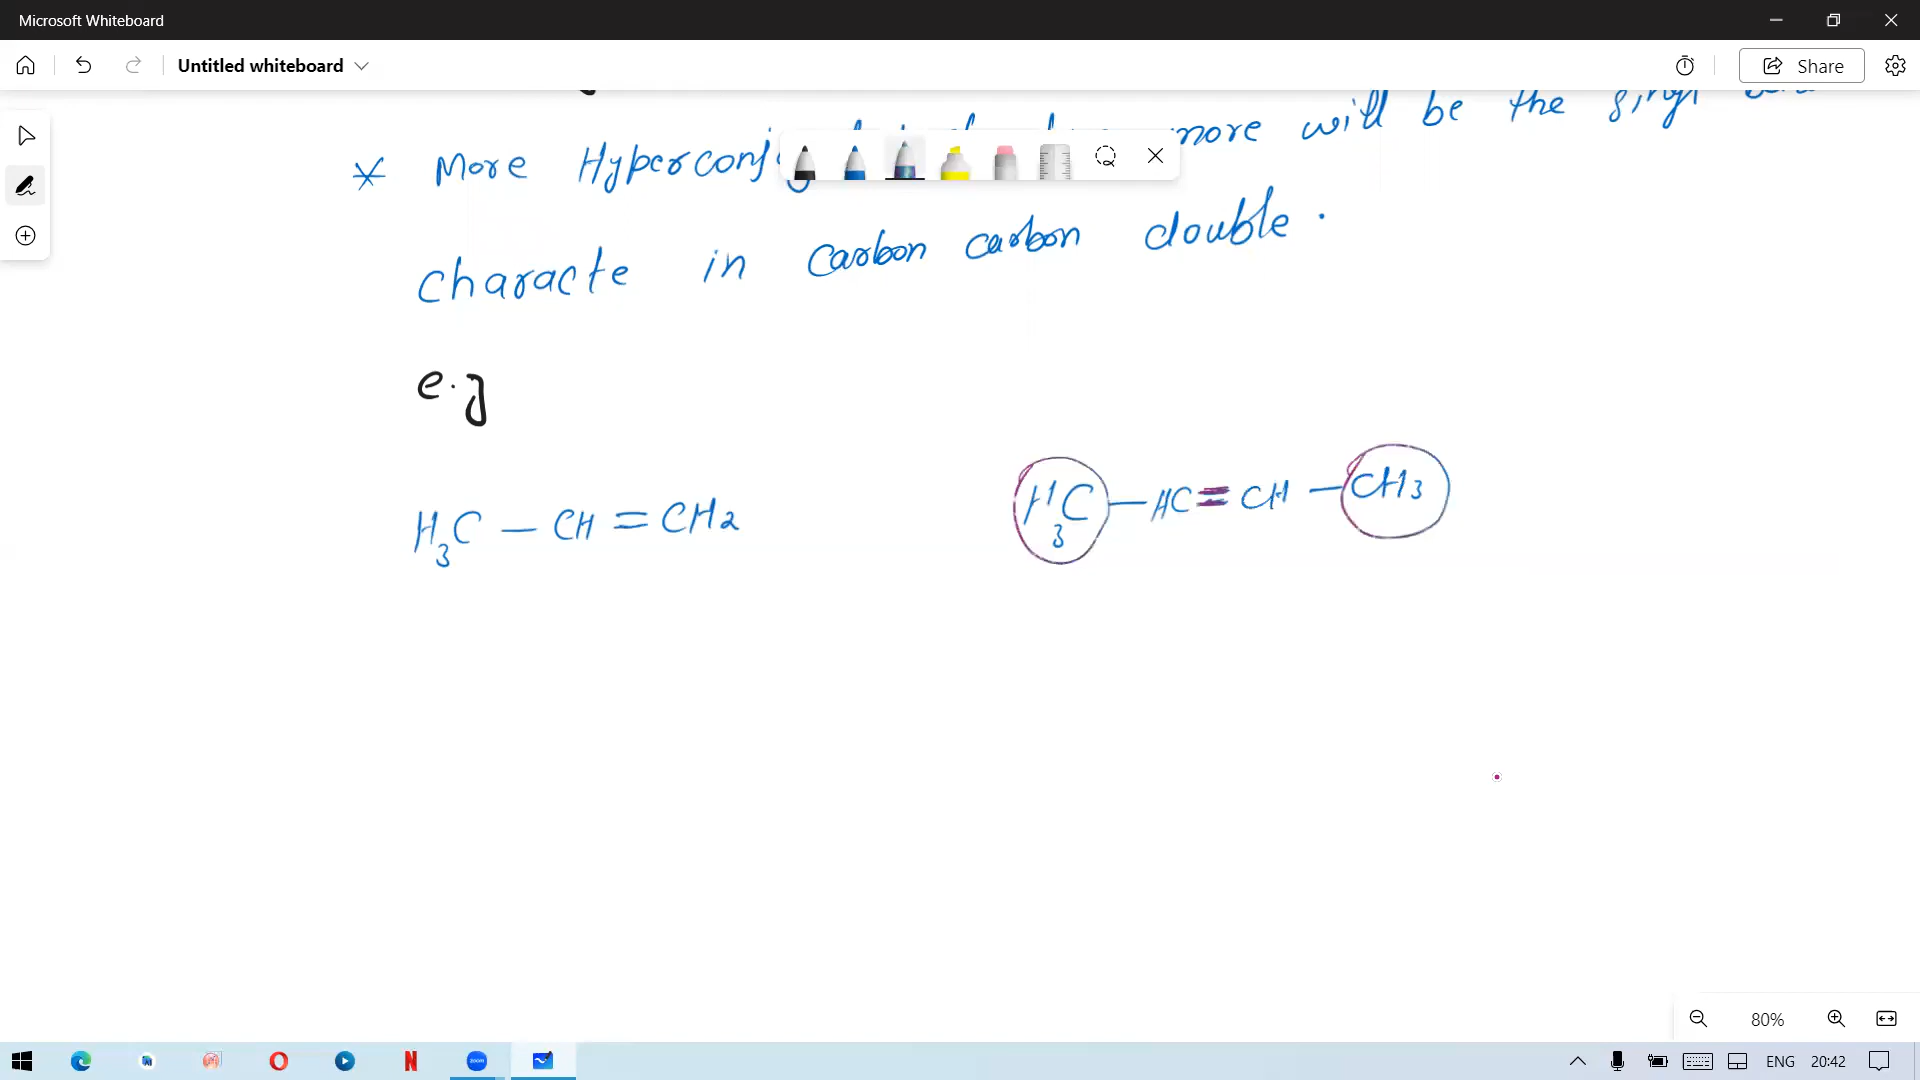 Microsoft Whiteboard
Untitled whiteboard
Share
more will be the
* More
characte in carbon carbon double .
e.g
H3C — CH = CH2
H3C — HC = CH — CH3
80%
zoom
ENG 20:42